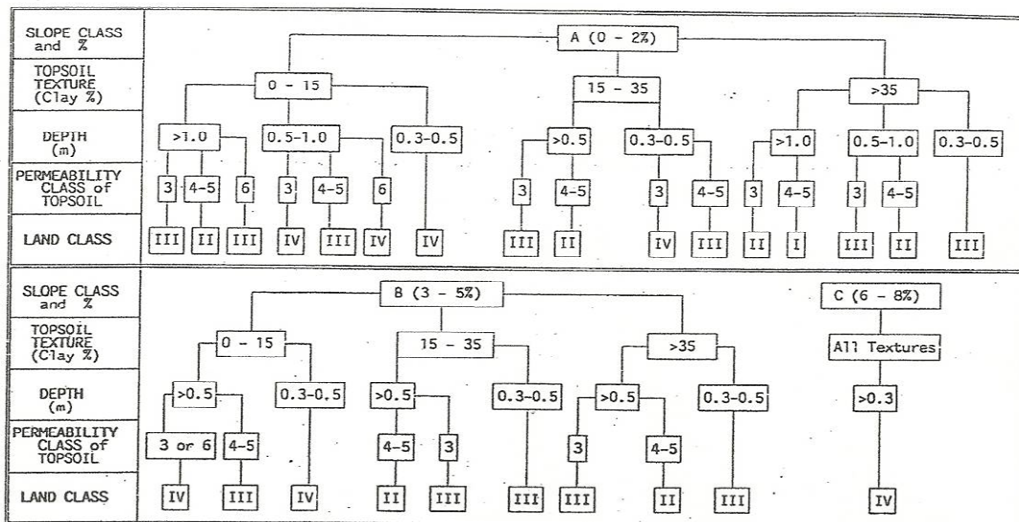 SLOPE CLASS
and %
A (0 - 2%)
TOPSOIL
TEXTURE
(Clay %)
0 - 15
15 - 35
>35
DEPTH
(m)
>1.0
0.5-1.0
0.3-0.5
>0.5
0.3-0.5
>1.0
0.5-1.0
0.3-0.5
PERMEABILITY
CLASS of
TOPSOIL
3
4-5
6
3
4-5
6
3
4-5
3
4-5
3
4-5
3
4-5
LAND CLASS
III
II
III
IV
III
IV
IV
III
II
IV
III
II
I
III
II
III
SLOPE CLASS
and %
B (3 - 5%)
C (6 - 8%)
TOPSOIL
TEXTURE
(Clay %)
0 - 15
15 - 35
>35
All Textures
DEPTH
(m)
>0.5
0.3-0.5
>0.5
0.3-0.5
>0.5
0.3-0.5
>0.3
PERMEABILITY
CLASS of
TOPSOIL
3 or 6
4-5
4-5
3
3
4-5
LAND CLASS
IV
III
IV
II
III
III
III
II
III
IV